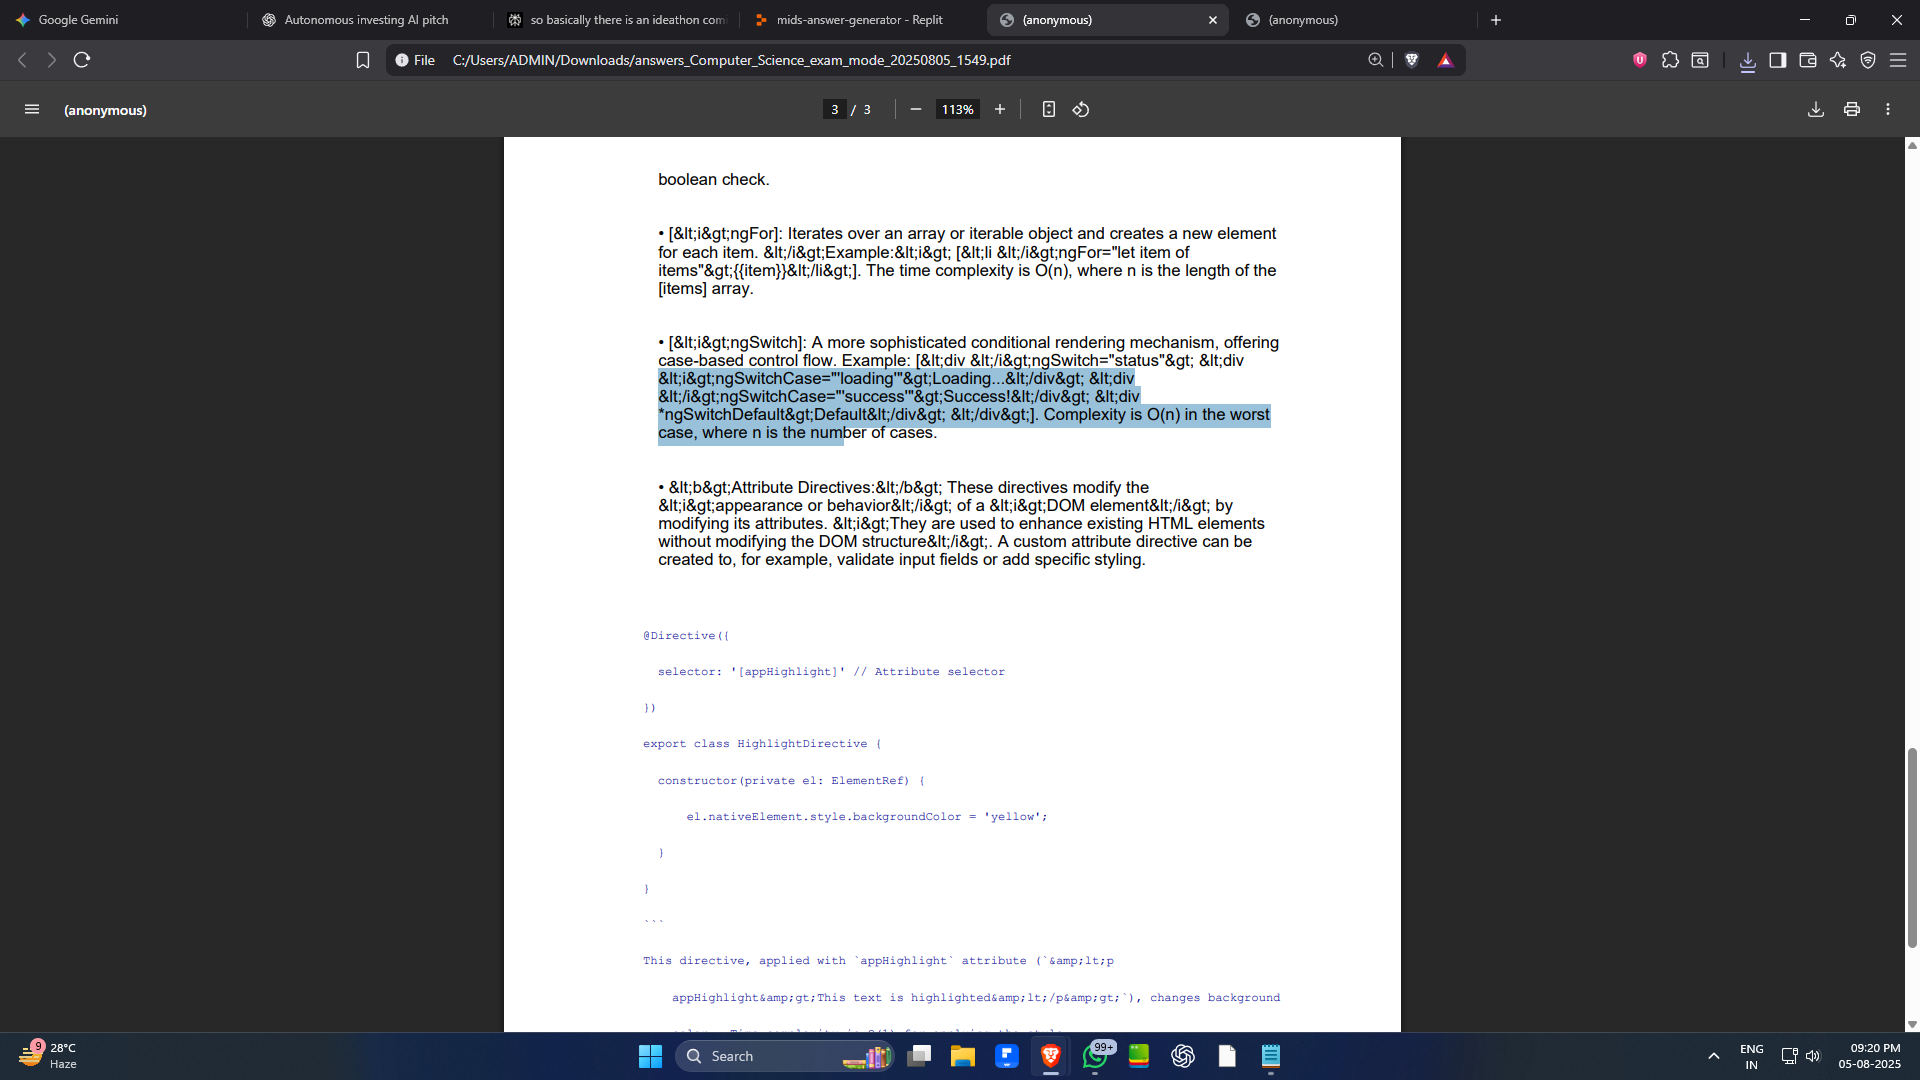 Google Gemini
Autonomous investing AI pitch
so basically there is an ideathon com
mids-answer-generator - Replit
(anonymous)
(anonymous)
File C:/Users/ADMIN/Downloads/answers_Computer_Science_exam_mode_20250805_1549.pdf
(anonymous)
3 / 3
113%
boolean check.
• [&lt;i&gt;ngFor]: Iterates over an array or iterable object and creates a new element
for each item. &lt;/i&gt;Example:&lt;i&gt; [&lt;li &lt;/i&gt;ngFor="let item of
items"&gt;{{item}}&lt;/li&gt;]. The time complexity is O(n), where n is the length of the
[items] array.
• [&lt;i&gt;ngSwitch]: A more sophisticated conditional rendering mechanism, offering
case-based control flow. Example: [&lt;div &lt;/i&gt;ngSwitch="status"&gt; &lt;div
&lt;i&gt;ngSwitchCase="'loading'"&gt;Loading...&lt;/div&gt; &lt;div
&lt;/i&gt;ngSwitchCase="'success'"&gt;Success!&lt;/div&gt; &lt;div
*ngSwitchDefault&gt;Default&lt;/div&gt; &lt;/div&gt;]. Complexity is O(n) in the worst
case, where n is the number of cases.
• &lt;b&gt;Attribute Directives:&lt;/b&gt; These directives modify the
&lt;i&gt;appearance or behavior&lt;/i&gt; of a &lt;i&gt;DOM element&lt;/i&gt; by
modifying its attributes. &lt;i&gt;They are used to enhance existing HTML elements
without modifying the DOM structure&lt;/i&gt;. A custom attribute directive can be
created to, for example, validate input fields or add specific styling.
@Directive({
selector: '[appHighlight]' // Attribute selector
})
export class HighlightDirective {
constructor(private el: ElementRef) {
el.nativeElement.style.backgroundColor = 'yellow';
}
}
```
This directive, applied with `appHighlight` attribute (`&amp;lt;p
appHighlight&amp;gt;This text is highlighted&amp;lt;/p&amp;gt;`), changes background
9
28°C
Haze
Search
99+
ENG
IN
09:20 PM
05-08-2025